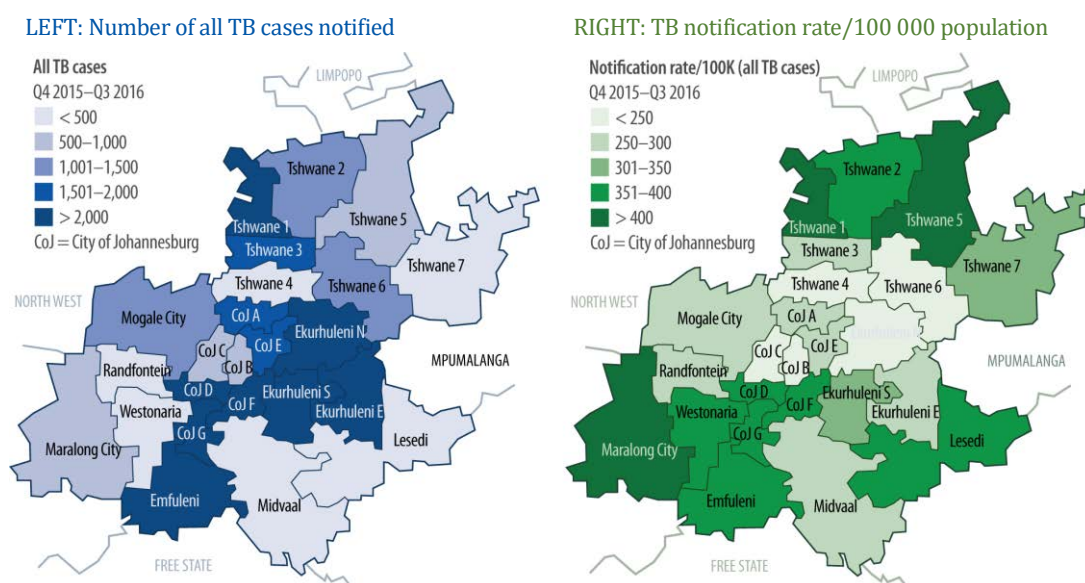 LEFT: Number of all TB cases notified
All TB cases
Q4 2015–Q3 2016
< 500
500–1,000
1,001–1,500
1,501–2,000
> 2,000
CoJ = City of Johannesburg
LIMPOPO
Tshwane 2
Tshwane 1
Tshwane 5
Tshwane 3
Tshwane 7
Tshwane 4
Tshwane 6
NORTH WEST
CoJ A
Mogale City
Ekurhuleni N
CoJ E
CoJ C
CoJ B
MPUMALANGA
Randfontein
CoJ D
Ekurhuleni S
Westonaria
CoJ F
Ekurhuleni E
CoJ G
Maralong City
Lesedi
Emfuleni
Midvaal
FREE STATE
RIGHT: TB notification rate/100 000 population
Notification rate/100K (all TB cases)
Q4 2015–Q3 2016
< 250
250–300
301–350
351–400
> 400
CoJ = City of Johannesburg
LIMPOPO
Tshwane 2
Tshwane 1
Tshwane 5
Tshwane 3
Tshwane 7
Tshwane 4
Tshwane 6
NORTH WEST
CoJ A
Mogale City
Ekurhuleni N
CoJ E
CoJ C
CoJ B
MPUMALANGA
Randfontein
CoJ D
Ekurhuleni S
Westonaria
CoJ F
Ekurhuleni E
CoJ G
Maralong City
Lesedi
Emfuleni
Midvaal
FREE STATE